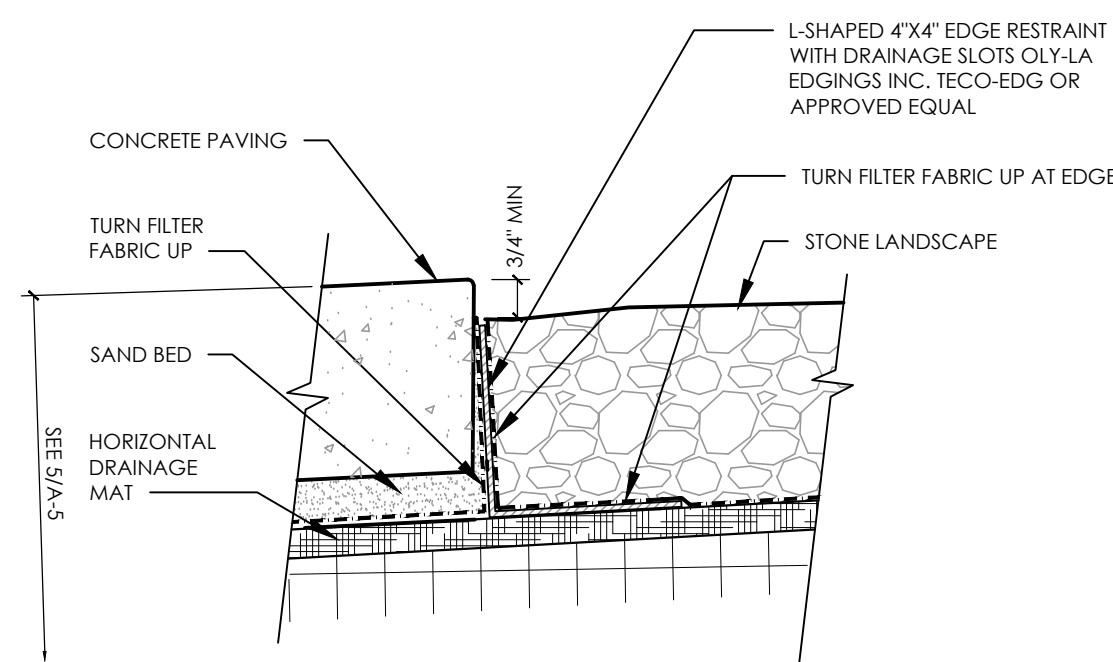 L-SHAPED 4"X4" EDGE RESTRAINT
WITH DRAINAGE SLOTS OLY-LA
EDGINGS INC. TECO-EDG OR
APPROVED EQUAL
CONCRETE PAVING
TURN FILTER FABRIC UP AT EDGE
3/4" MIN
TURN FILTER
FABRIC UP
STONE LANDSCAPE
SAND BED
HORIZONTAL
DRAINAGE
MAT
SEE 5/A-5